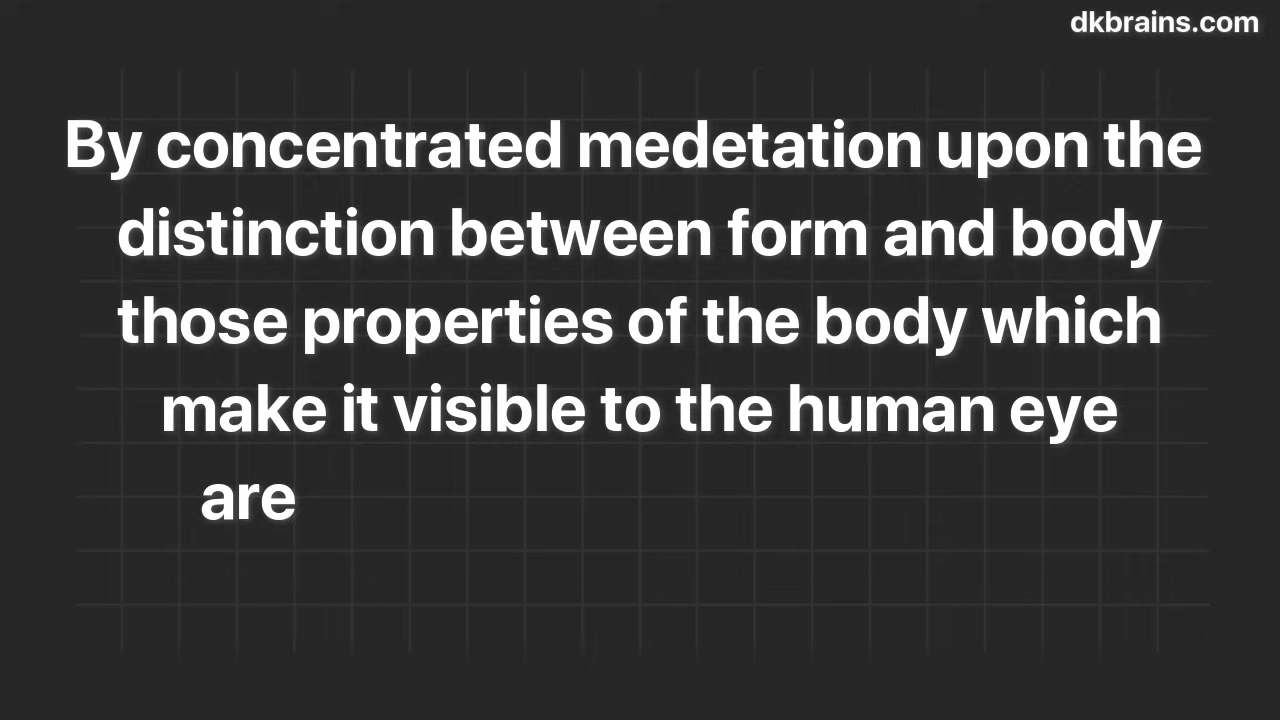 dkbrains.com
By concentrated medetation upon the
distinction between form and body
those properties of the body which
make it visible to the human eye
are